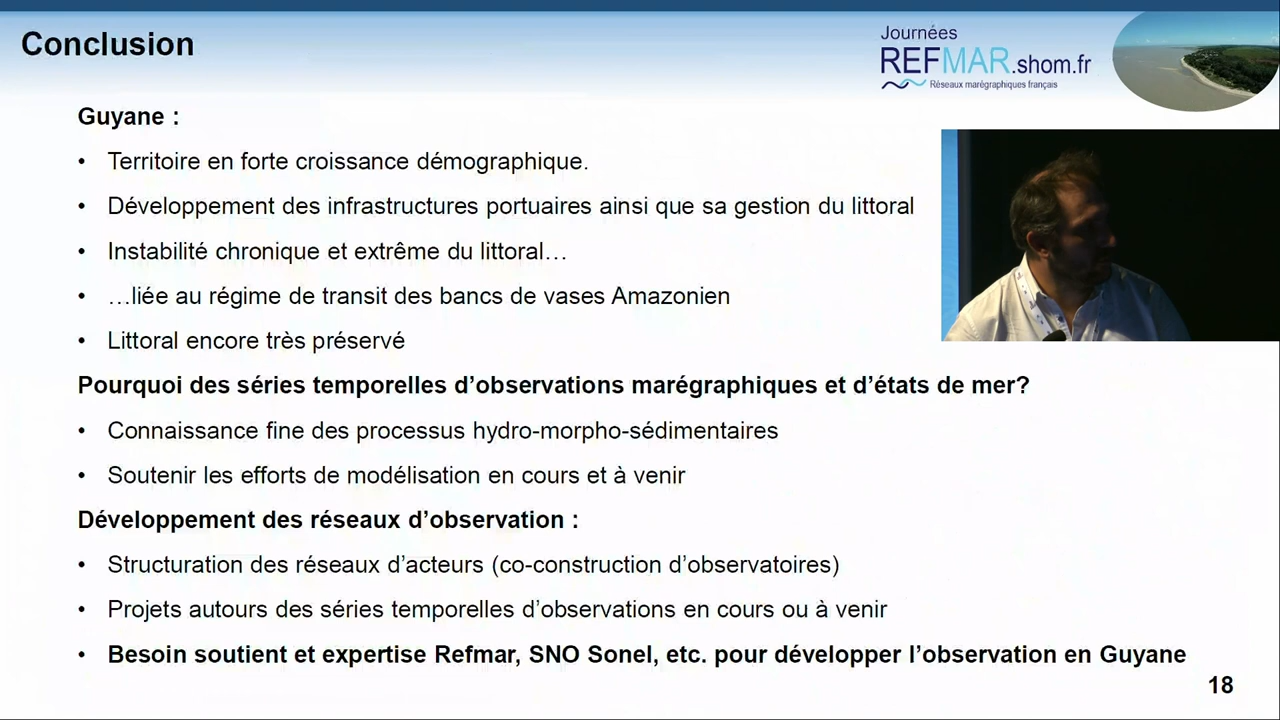 Conclusion
Journées
REFMAR.shom.fr
Réseaux marégraphiques français
Guyane :
• Territoire en forte croissance démographique.
• Développement des infrastructures portuaires ainsi que sa gestion du littoral
• Instabilité chronique et extrême du littoral…
• …liée au régime de transit des bancs de vases Amazonien
• Littoral encore très préservé
Pourquoi des séries temporelles d’observations marégraphiques et d’états de mer?
• Connaissance fine des processus hydro-morpho-sédimentaires
• Soutenir les efforts de modélisation en cours et à venir
Développement des réseaux d’observation :
• Structuration des réseaux d’acteurs (co-construction d’observatoires)
• Projets autours des séries temporelles d’observations en cours ou à venir
• Besoin soutient et expertise Refmar, SNO Sonel, etc. pour développer l’observation en Guyane
18